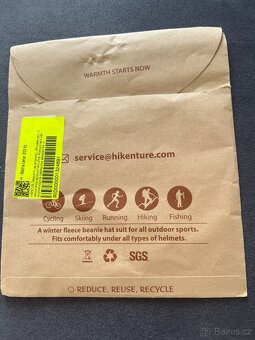 WARMTH STARTS NOW
service@hikenture.com
Cycling Skiing Running Hiking Fishing
A winter fleece beanie hat suit for all outdoor sports.
Fits comfortably under all types of helmets.
SGS
REDUCE, REUSE, RECYCLE
Bazoš.cz